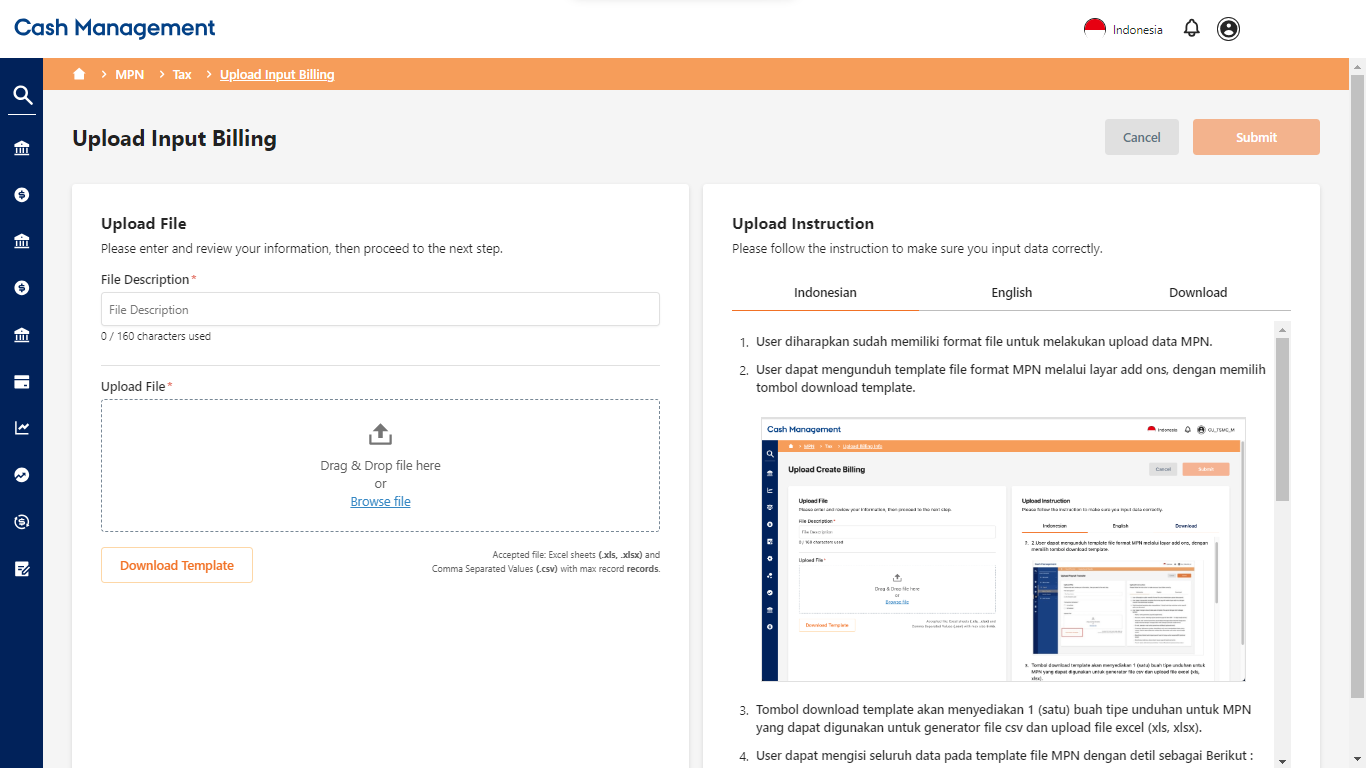 Cash Management
Indonesia
MPN
Tax
Upload Input Billing
Upload Input Billing
Cancel
Submit
Upload File
Please enter and review your information, then proceed to the next step.
File Description*
File Description
0 / 160 characters used
Upload File*
Drag & Drop file here
or
Browse file
Download Template
Accepted file: Excel sheets (.xls, .xlsx) and
Comma Separated Values (.csv) with max record records.
Upload Instruction
Please follow the instruction to make sure you input data correctly.
Indonesian
English
Download
1. User diharapkan sudah memiliki format file untuk melakukan upload data MPN.
2. User dapat mengunduh template file format MPN melalui layar add ons, dengan memilih
tombol download template.
Cash Management
Indonesia
MPN
Tax
Upload Create Billing
Cancel
Submit
Upload File
Please enter and review your information, then proceed to the next step.
File Description*
File Description
0 / 160 characters used
Upload File*
Drag & Drop file here
or
Browse file
Download Template
Upload Instruction
Please follow the instruction to make sure you input data correctly.
Indonesian
English
Download
2.User dapat mengunduh template file format MPN melalui layar add ons, dengan
memilih tombol download template.
Tombol download template akan menyediakan 1 (satu) buah tipe unduhan untuk
MPN yang dapat digunakan untuk generator file csv dan upload file excel (xls,
xlsx).
3. Tombol download template akan menyediakan 1 (satu) buah tipe unduhan untuk MPN
yang dapat digunakan untuk generator file csv dan upload file excel (xls, xlsx).
4. User dapat mengisi seluruh data pada template file MPN dengan detil sebagai Berikut :